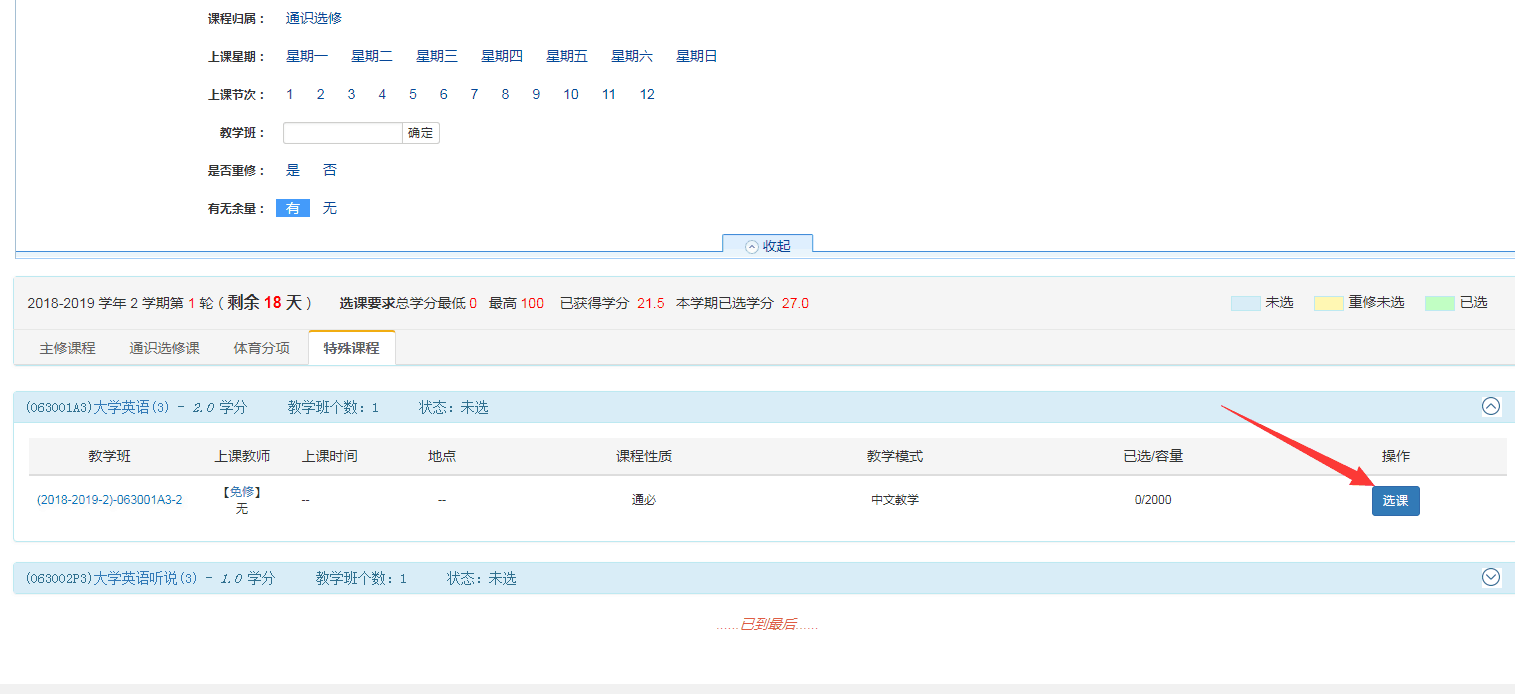 课程归属： 通识选修
上课星期： 星期一 星期二 星期三 星期四 星期五 星期六 星期日
上课节次： 1 2 3 4 5 6 7 8 9 10 11 12
教学班： 确定
是否重修： 是 否
有无余量： 有 无
收起
2018-2019 学年 2 学期第 1 轮 ( 剩余 18 天 ) 选课要求总学分最低 0 最高 100 已获得学分 21.5 本学期已选学分 27.0 未选 重修未选 已选
主修课程 通识选修课 体育分项 特殊课程
(063001A3)大学英语(3) - 2.0 学分 教学班个数：1 状态：未选
教学班 上课教师 上课时间 地点 课程性质 教学模式 已选/容量 操作
(2018-2019-2)-063001A3-2 【免修】 -- -- 通必 中文教学 0/2000 选课
无
(063002P3)大学英语听说(3) - 1.0 学分 教学班个数：1 状态：未选
......已到最后......